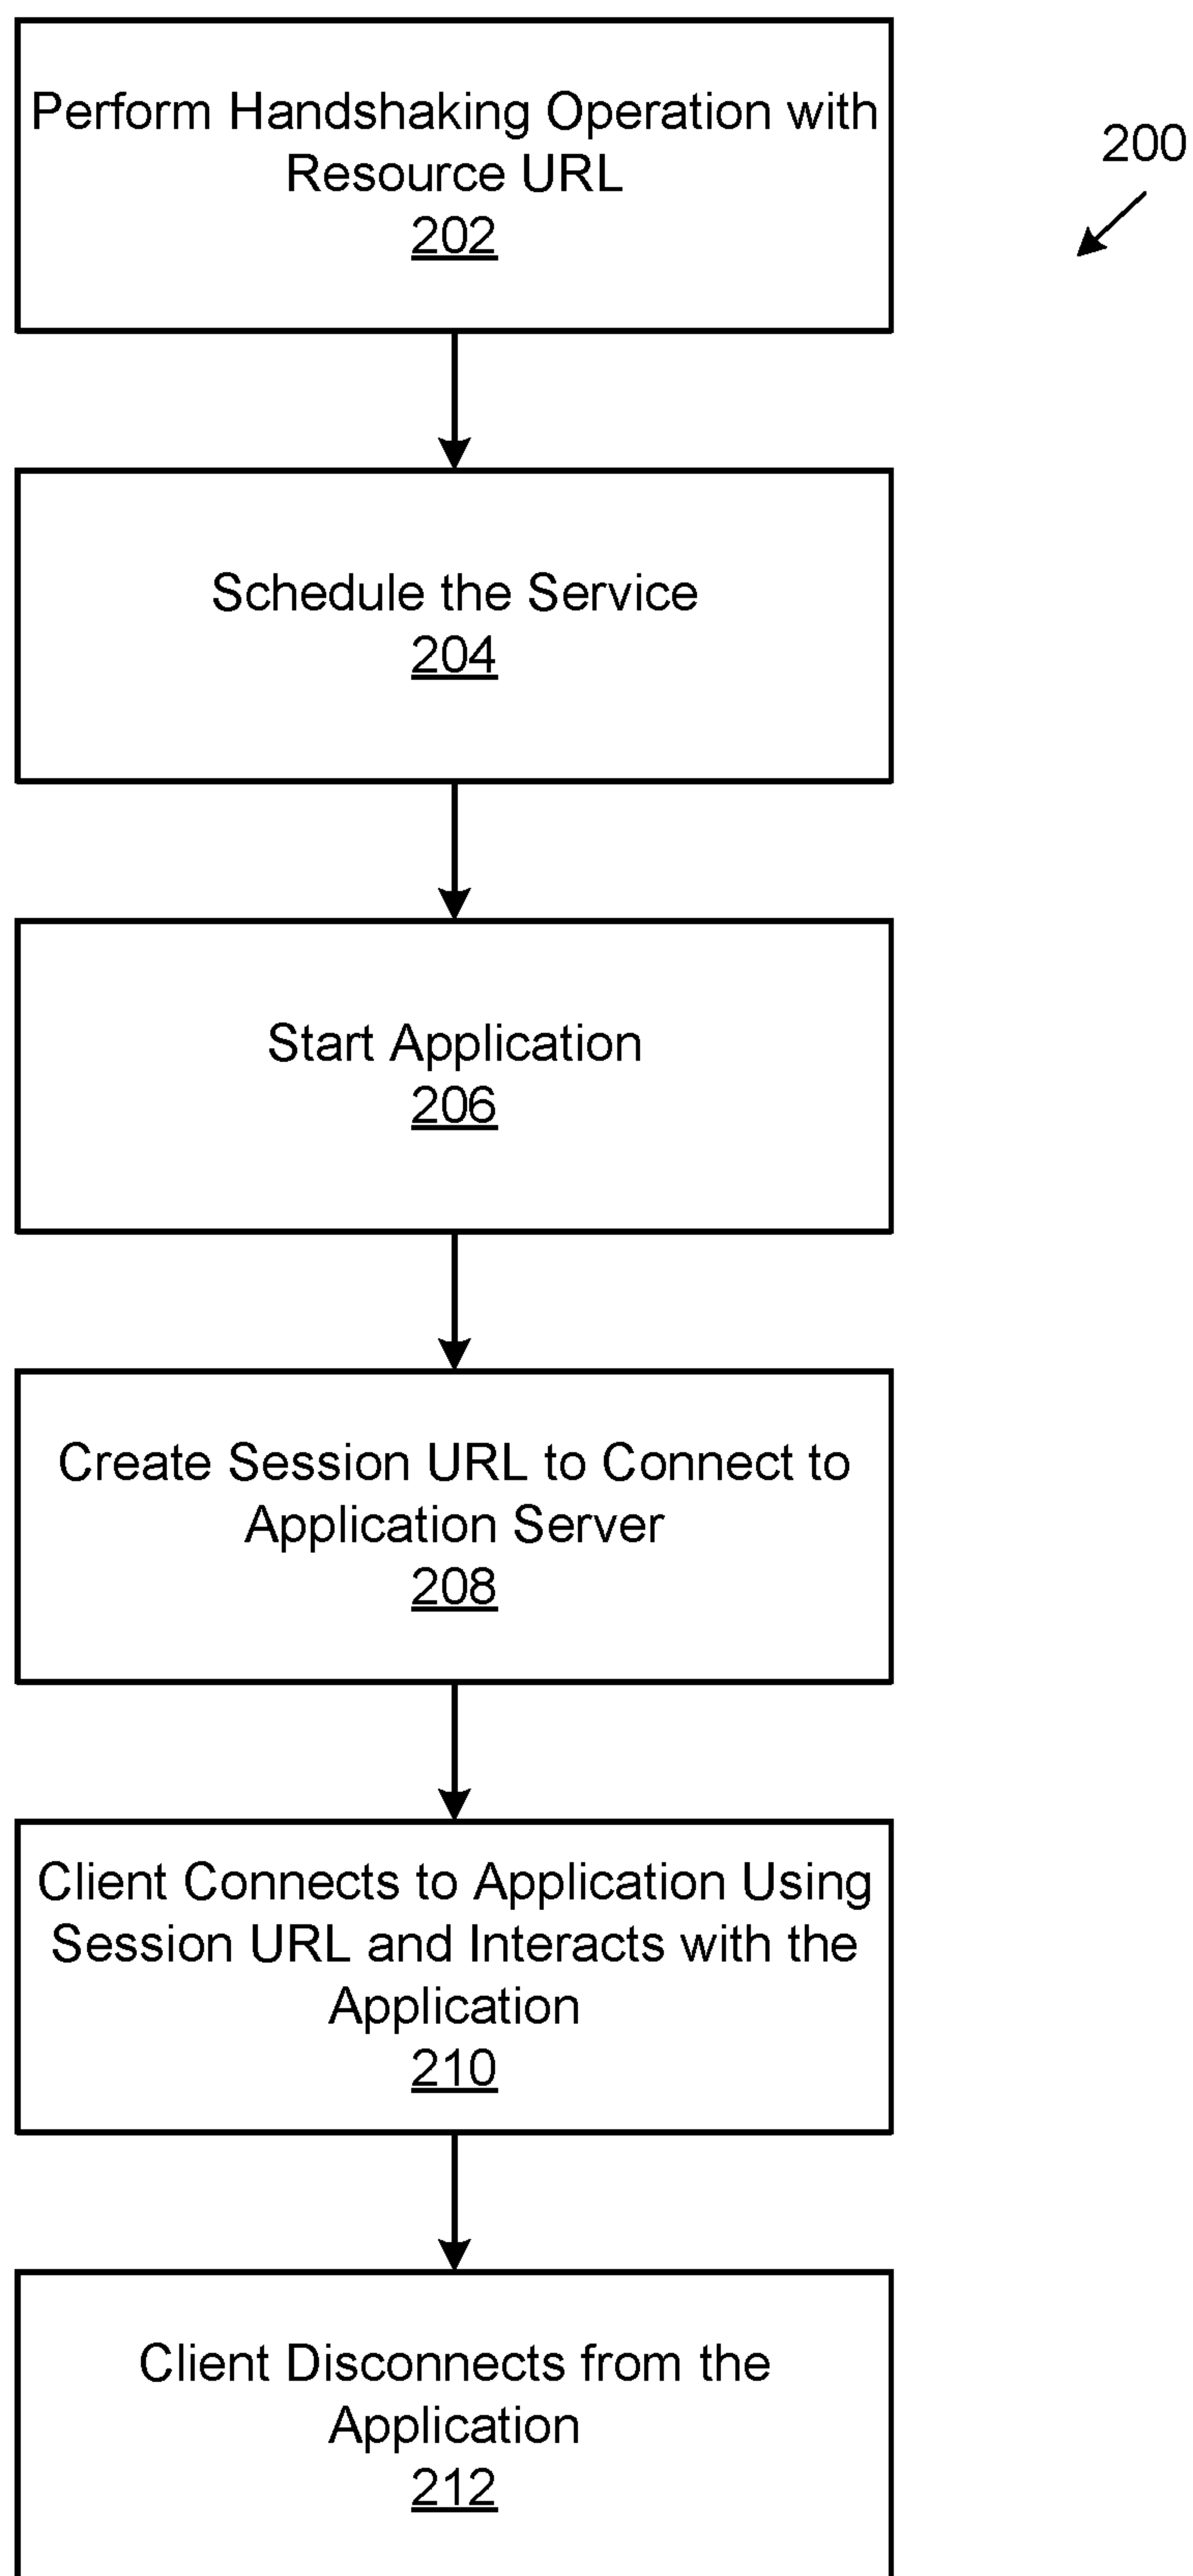 Perform Handshaking Operation with
Resource URL
202
200
Schedule the Service
204
Start Application
206
Create Session URL to Connect to
Application Server
208
Client Connects to Application Using
Session URL and Interacts with the
Application
210
Client Disconnects from the
Application
212